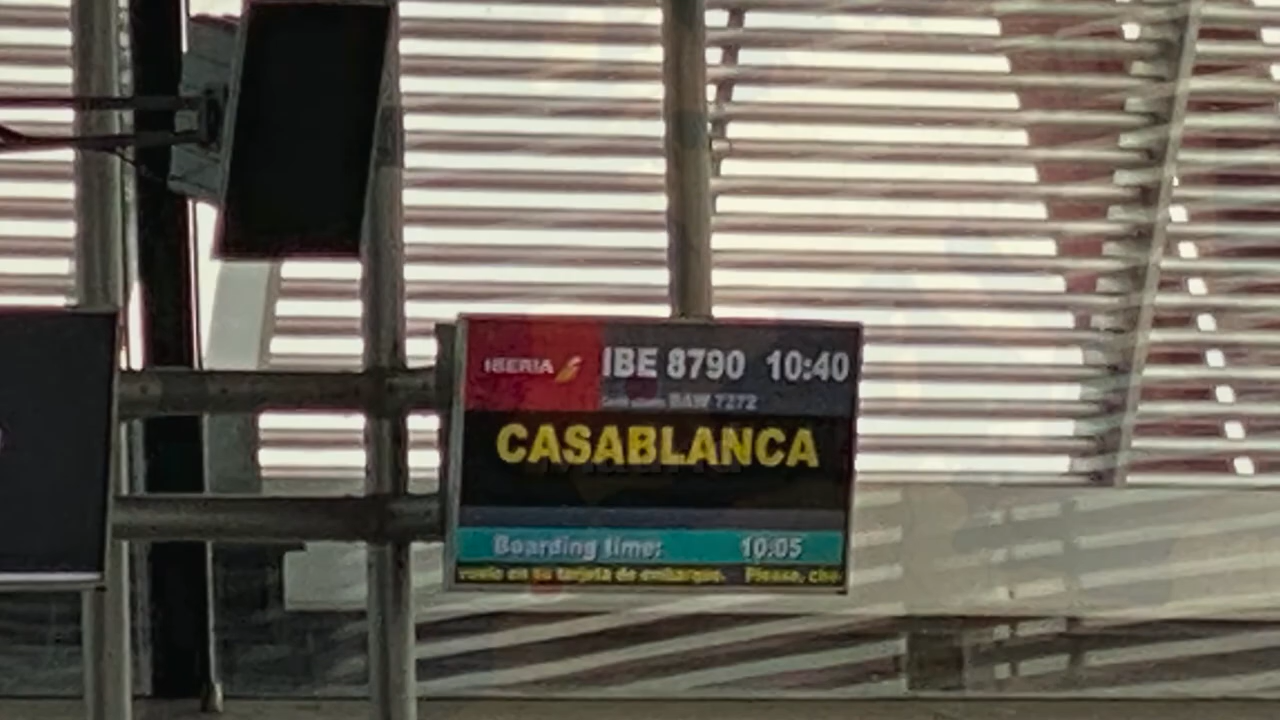 IBERIA IBE 8790 10:40
BAW 7272
CASABLANCA
Boarding time: 10:05
vuelo en su tarjeta de embarque. Please, che